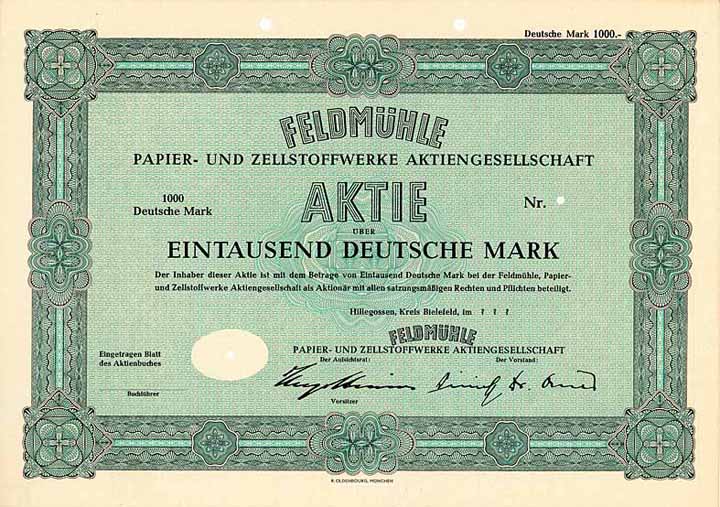 Deutsche Mark 1000.-
FELDMÜHLE
PAPIER- UND ZELLSTOFFWERKE AKTIENGESELLSCHAFT
1000
Deutsche Mark
AKTIE
Nr.
ÜBER
EINTAUSEND DEUTSCHE MARK
Der Inhaber dieser Aktie ist mit dem Betrage von Eintausend Deutsche Mark bei der Feldmühle, Papier-
und Zellstoffwerke Aktiengesellschaft als Aktionär mit allen satzungsmäßigen Rechten und Pflichten beteiligt.
Hillegossen, Kreis Bielefeld, im ? ? ?
FELDMÜHLE
PAPIER- UND ZELLSTOFFWERKE AKTIENGESELLSCHAFT
Eingetragen Blatt
des Aktienbuches
Der Aufsichtsrat:
Der Vorstand:
Buchführer
Vorsitzer
R. OLDENBOURG, MÜNCHEN